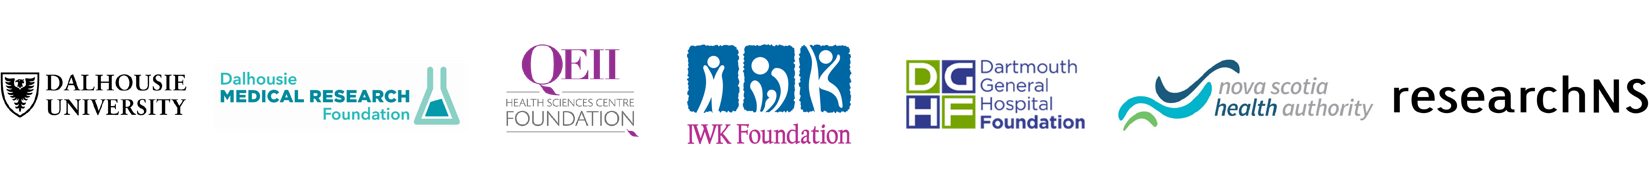 DALHOUSIE
UNIVERSITY
Dalhousie
MEDICAL RESEARCH
Foundation
QEII
HEALTH SCIENCES CENTRE
FOUNDATION
IWK
IWK Foundation
DG
HF
Dartmouth
General
Hospital
Foundation
nova scotia
health authority
researchNS